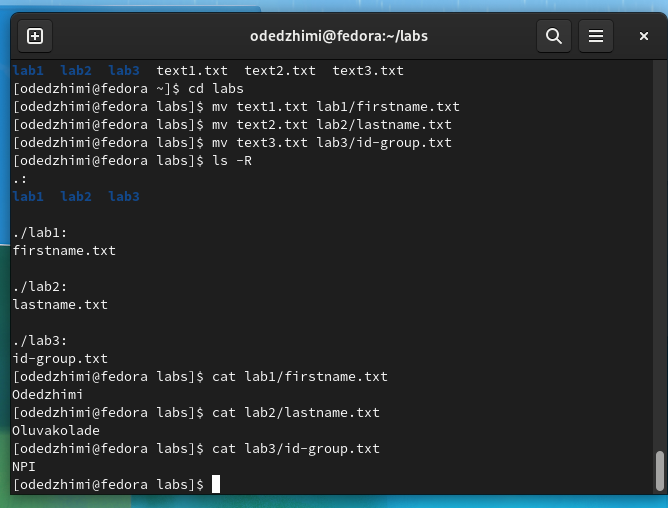 odedzhimi@fedora:~/labs
lab1  lab2  lab3  text1.txt  text2.txt  text3.txt
[odedzhimi@fedora ~]$ cd labs
[odedzhimi@fedora labs]$ mv text1.txt lab1/firstname.txt
[odedzhimi@fedora labs]$ mv text2.txt lab2/lastname.txt
[odedzhimi@fedora labs]$ mv text3.txt lab3/id-group.txt
[odedzhimi@fedora labs]$ ls -R
.:
lab1  lab2  lab3
./lab1:
firstname.txt
./lab2:
lastname.txt
./lab3:
id-group.txt
[odedzhimi@fedora labs]$ cat lab1/firstname.txt
Odedzhimi
[odedzhimi@fedora labs]$ cat lab2/lastname.txt
Oluvakolade
[odedzhimi@fedora labs]$ cat lab3/id-group.txt
NPI
[odedzhimi@fedora labs]$